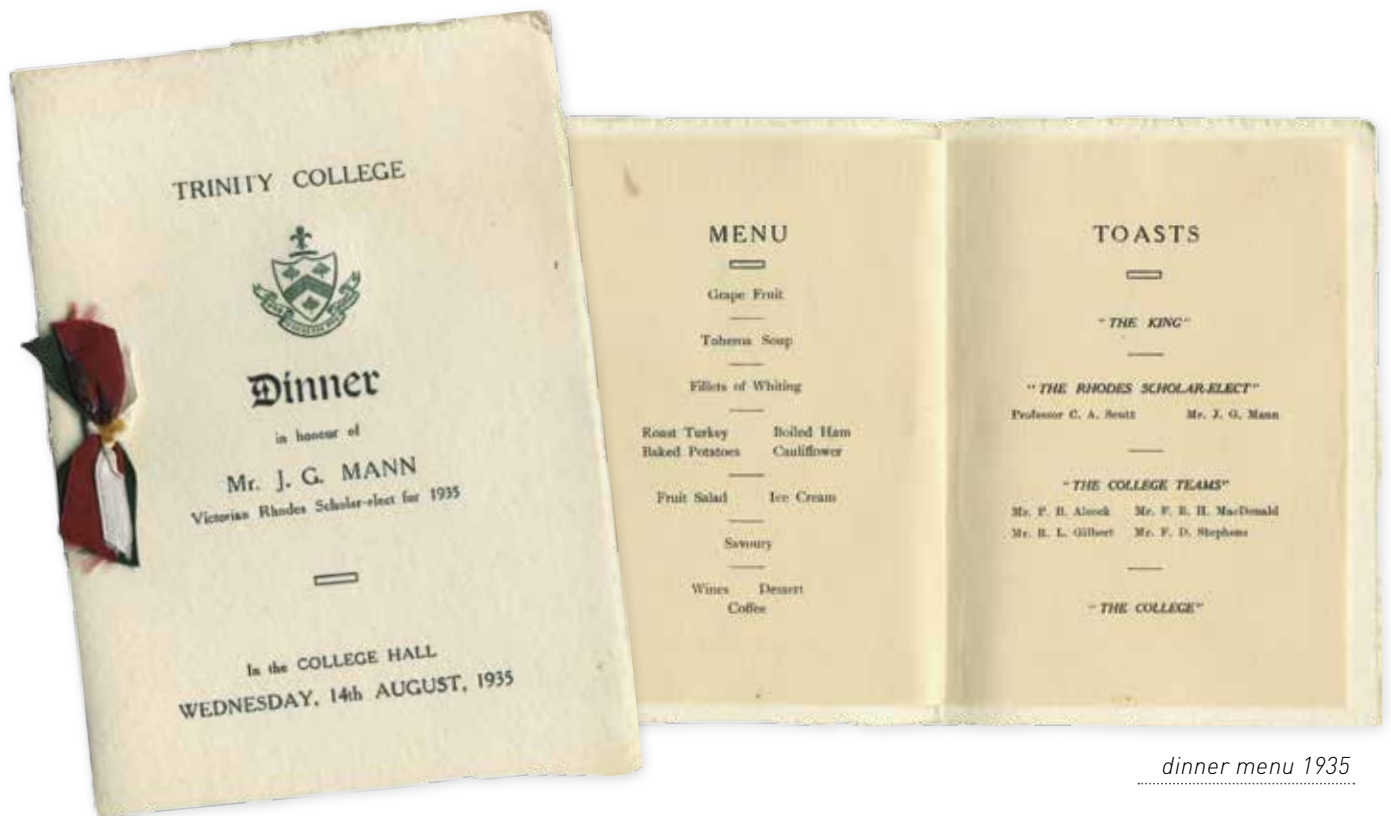 TRINITY COLLEGE
Dinner
in honour of
Mr. J. G. MANN
Victorian Rhodes Scholar-elect for 1935
In the COLLEGE HALL
WEDNESDAY, 14th AUGUST, 1935
MENU
Grape Fruit
Soup
Fillets of Whiting
Roast Turkey Boiled Ham
Baked Potatoes Cauliflower
Fruit Salad Ice Cream
Savoury
Wines Dessert
Coffee
TOASTS
"THE KING"
"THE RHODES SCHOLAR-ELECT"
Professor C. A. Mr. J. G. Mann
"THE COLLEGE TEAMS"
Mr. P. B. Mr. F. B. H. MacDonald
Mr. Gilbert Mr. F. D. Stephens
"THE COLLEGE"
dinner menu 1935